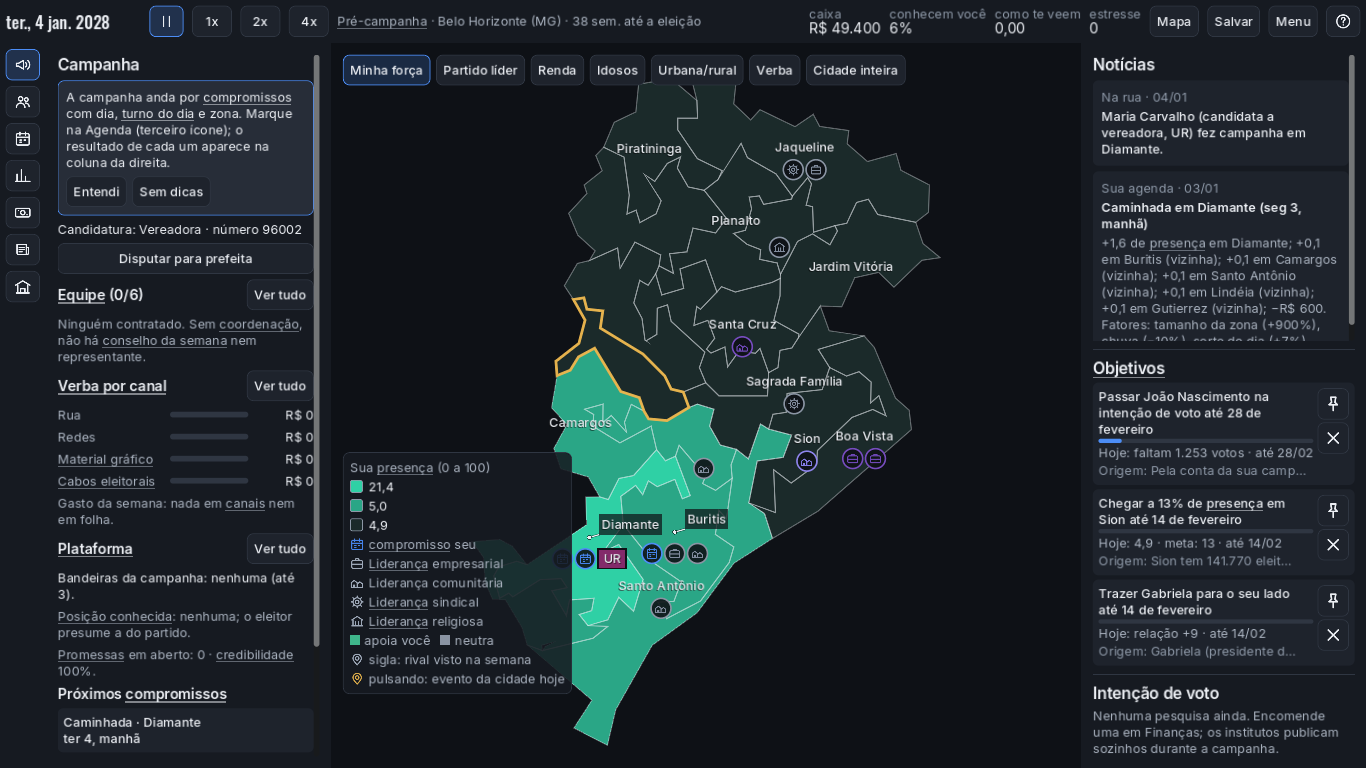 ter., 4 jan. 2028
1x
2x
4x
Pré-campanha · Belo Horizonte (MG) · 38 sem. até a eleição
caixa
R$ 49.400
conhecem você
6%
como te veem
0,00
estresse
0
Mapa
Salvar
Menu
Campanha
A campanha anda por compromissos
com dia, turno do dia e zona. Marque
na Agenda (terceiro ícone); o
resultado de cada um aparece na
coluna da direita.
Entendi
Sem dicas
Candidatura: Vereadora · número 96002
Disputar para prefeita
Equipe (0/6)
Ver tudo
Ninguém contratado. Sem coordenação,
não há conselho da semana nem
representante.
Verba por canal
Ver tudo
Rua R$ 0
Redes R$ 0
Material gráfico R$ 0
Cabos eleitorais R$ 0
Gasto da semana: nada em canais nem
em folha.
Plataforma
Ver tudo
Bandeiras da campanha: nenhuma (até
3).
Posição conhecida: nenhuma; o eleitor
presume a do partido.
Promessas em aberto: 0 · credibilidade
100%.
Próximos compromissos
Caminhada · Diamante
ter 4, manhã
Minha força
Partido líder
Renda
Idosos
Urbana/rural
Verba
Cidade inteira
Piratininga
Jaqueline
Planalto
Jardim Vitória
Santa Cruz
Sagrada Família
Camargos
Sion
Boa Vista
Diamante
Buritis
UR
Santo Antônio
Sua presença (0 a 100)
21,4
5,0
4,9
compromisso seu
Liderança empresarial
Liderança comunitária
Liderança sindical
Liderança religiosa
apoia você
neutra
sigla: rival visto na semana
pulsando: evento da cidade hoje
Notícias
Na rua · 04/01
Maria Carvalho (candidata a
vereadora, UR) fez campanha em
Diamante.
Sua agenda · 03/01
Caminhada em Diamante (seg 3,
manhã)
+1,6 de presença em Diamante; +0,1
em Buritis (vizinha); +0,1 em Camargos
(vizinha); +0,1 em Santo Antônio
(vizinha); +0,1 em Lindéia (vizinha);
+0,1 em Gutierrez (vizinha); −R$ 600.
Fatores: tamanho da zona (+900%),
chuva (−10%), sorte do dia (+7%)
Objetivos
Passar João Nascimento na
intenção de voto até 28 de
fevereiro
Hoje: faltam 1.253 votos · até 28/02
Origem: Pela conta da sua camp...
Chegar a 13% de presença em
Sion até 14 de fevereiro
Hoje: 4,9 · meta: 13 · até 14/02
Origem: Sion tem 141.770 eleit...
Trazer Gabriela para o seu lado
até 14 de fevereiro
Hoje: relação +9 · até 14/02
Origem: Gabriela (presidente d...
Intenção de voto
Nenhuma pesquisa ainda. Encomende
uma em Finanças; os institutos publicam
sozinhos durante a campanha.